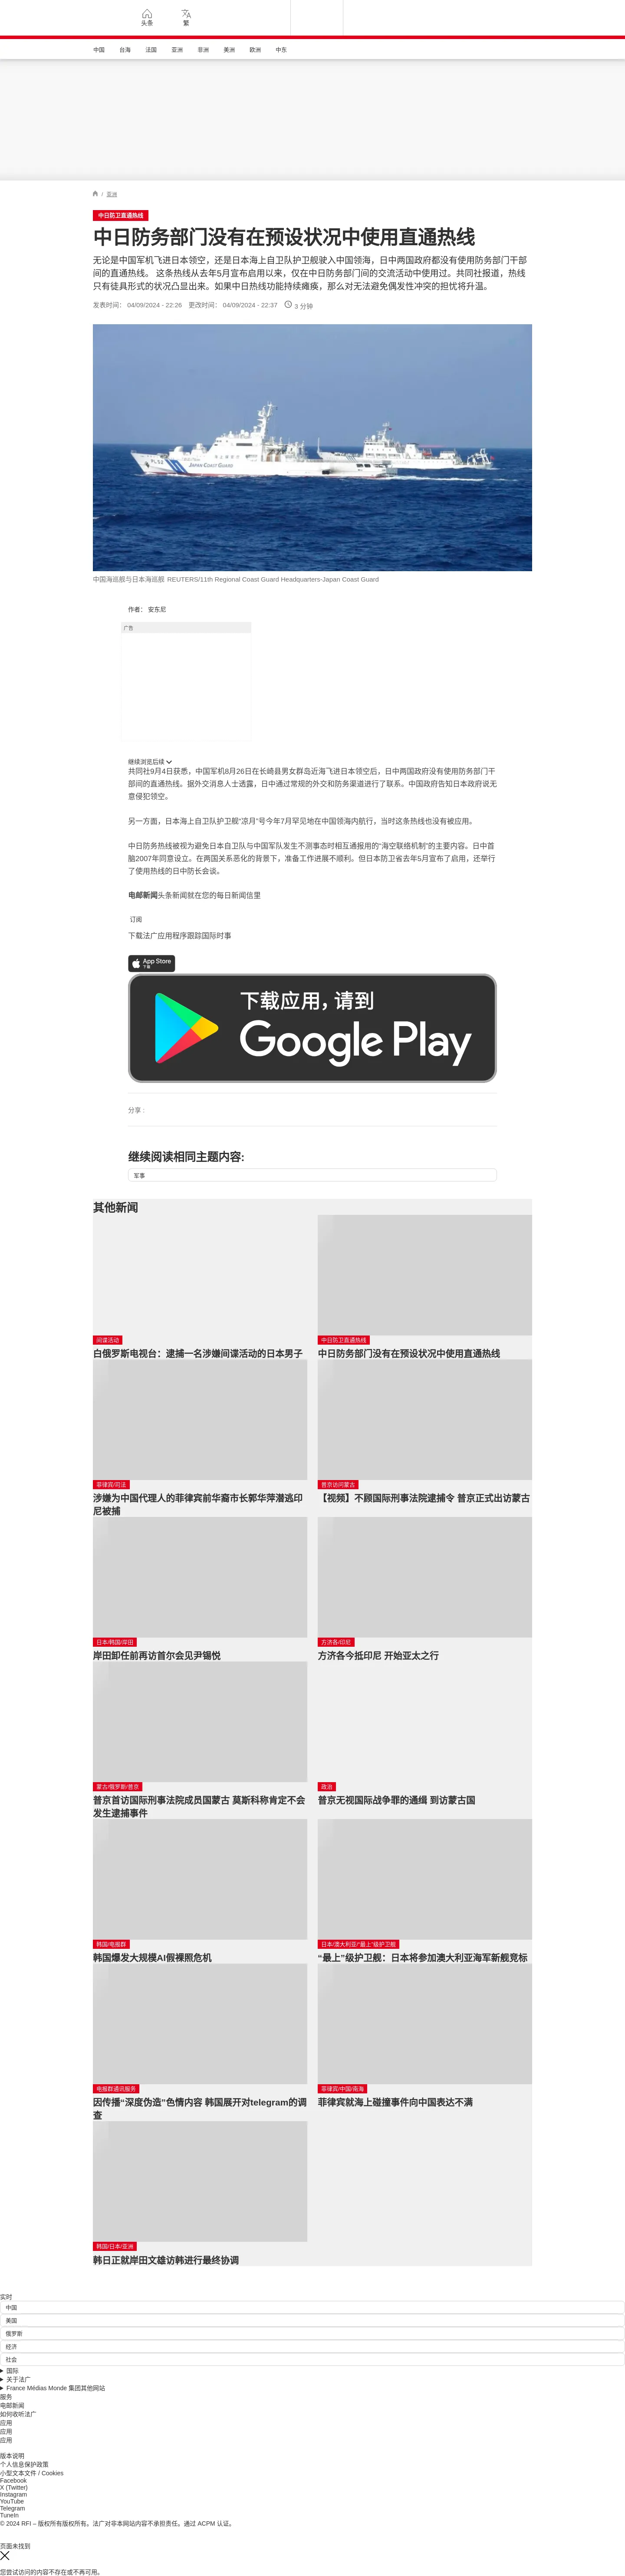 头条
繁
中国
台海
法国
亚洲
非洲
美洲
欧洲
中东
/ 亚洲
中日防卫直通热线
中日防务部门没有在预设状况中使用直通热线
无论是中国军机飞进日本领空，还是日本海上自卫队护卫舰驶入中国领海，日中两国政府都没有使用防务部门干部
间的直通热线。 这条热线从去年5月宣布启用以来，仅在中日防务部门间的交流活动中使用过。共同社报道，热线
只有徒具形式的状况凸显出来。如果中日热线功能持续瘫痪，那么对无法避免偶发性冲突的担忧将升温。
发表时间： 04/09/2024 - 22:26 更改时间： 04/09/2024 - 22:37 3 分钟
PL 52
JAPAN COAST GUARD
中国海巡舰与日本海巡舰 REUTERS/11th Regional Coast Guard Headquarters-Japan Coast Guard
作者： 安东尼
广告
继续浏览后续
共同社9月4日获悉，中国军机8月26日在长崎县男女群岛近海飞进日本领空后，日中两国政府没有使用防务部门干
部间的直通热线。据外交消息人士透露，日中通过常规的外交和防务渠道进行了联系。中国政府告知日本政府说无
意侵犯领空。
另一方面，日本海上自卫队护卫舰“凉月”号今年7月罕见地在中国领海内航行，当时这条热线也没有被应用。
中日防务热线被视为避免日本自卫队与中国军队发生不测事态时相互通报用的“海空联络机制”的主要内容。日中首
脑2007年同意设立。在两国关系恶化的背景下，准备工作进展不顺利。但日本防卫省去年5月宣布了启用，还举行
了使用热线的日中防长会谈。
电邮新闻头条新闻就在您的每日新闻信里
订阅
下载法广应用程序跟踪国际时事
App Store
下载
下载应用，请到
Google Play
分享 :
继续阅读相同主题内容:
军事
其他新闻
间谍活动
白俄罗斯电视台：逮捕一名涉嫌间谍活动的日本男子
中日防卫直通热线
中日防务部门没有在预设状况中使用直通热线
菲律宾/司法
涉嫌为中国代理人的菲律宾前华裔市长郭华萍潜逃印
尼被捕
普京访问蒙古
【视频】不顾国际刑事法院逮捕令 普京正式出访蒙古
日本/韩国/岸田
岸田卸任前再访首尔会见尹锡悦
方济各/印尼
方济各今抵印尼 开始亚太之行
蒙古/俄罗斯/普京
普京首访国际刑事法院成员国蒙古 莫斯科称肯定不会
发生逮捕事件
政治
普京无视国际战争罪的通缉 到访蒙古国
韩国/电报群
韩国爆发大规模AI假裸照危机
日本/澳大利亚/“最上”级护卫舰
“最上”级护卫舰：日本将参加澳大利亚海军新舰竞标
电报群通讯服务
因传播“深度伪造”色情内容 韩国展开对telegram的调
查
菲律宾/中国/南海
菲律宾就海上碰撞事件向中国表达不满
韩国/日本/亚洲
韩日正就岸田文雄访韩进行最终协调
实时
中国
美国
俄罗斯
经济
社会
国际
关于法广
France Médias Monde 集团其他网站
服务
电邮新闻
如何收听法广
应用
应用
应用
版本说明
个人信息保护政策
小型文本文件 / Cookies
Facebook
X (Twitter)
Instagram
YouTube
Telegram
TuneIn
© 2024 RFI – 版权所有版权所有。法广对非本网站内容不承担责任。通过 ACPM 认证。
页面未找到
您尝试访问的内容不存在或不再可用。